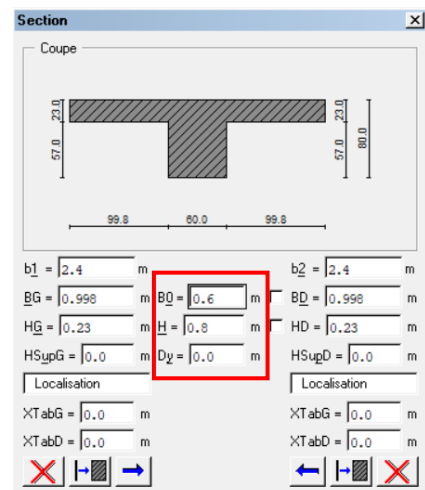 Section
Coupe
23.0
57.0
23.0
57.0
80.0
99.8 60.0 99.8
b1 = 2.4 m b2 = 2.4 m
BG = 0.998 m B0 = 0.6 m BD = 0.998 m
HG = 0.23 m H = 0.8 m HD = 0.23 m
HSupG = 0.0 m Dy = 0.0 m HSupD = 0.0 m
Localisation Localisation
XTabG = 0.0 m XTabG = 0.0 m
XTabD = 0.0 m XTabD = 0.0 m